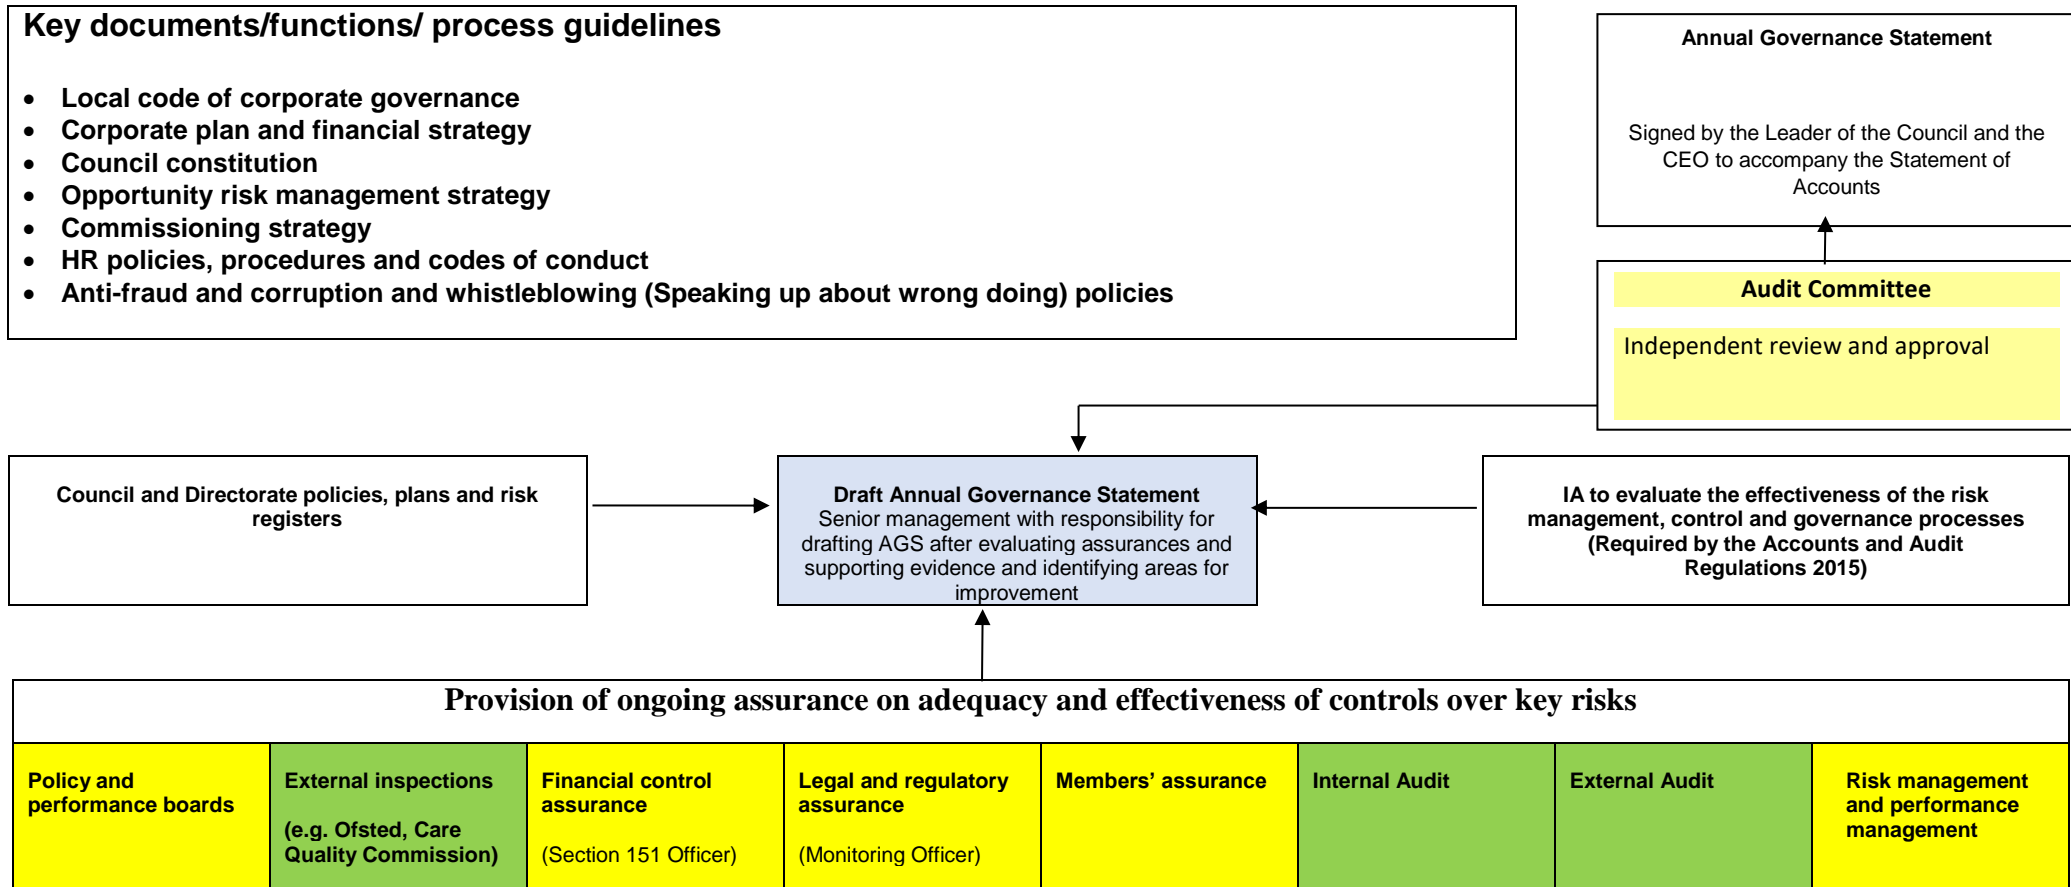 Key documents/functions/ process guidelines
• Local code of corporate governance
• Corporate plan and financial strategy
• Council constitution
• Opportunity risk management strategy
• Commissioning strategy
• HR policies, procedures and codes of conduct
• Anti-fraud and corruption and whistleblowing (Speaking up about wrong doing) policies
Annual Governance Statement
Signed by the Leader of the Council and the
CEO to accompany the Statement of
Accounts
Audit Committee
Independent review and approval
Council and Directorate policies, plans and risk
registers
Draft Annual Governance Statement
Senior management with responsibility for
drafting AGS after evaluating assurances and
supporting evidence and identifying areas for
improvement
IA to evaluate the effectiveness of the risk
management, control and governance processes
(Required by the Accounts and Audit
Regulations 2015)
Provision of ongoing assurance on adequacy and effectiveness of controls over key risks
Policy and
performance boards
External inspections
(e.g. Ofsted, Care
Quality Commission)
Financial control
assurance
(Section 151 Officer)
Legal and regulatory
assurance
(Monitoring Officer)
Members’ assurance
Internal Audit
External Audit
Risk management
and performance
management